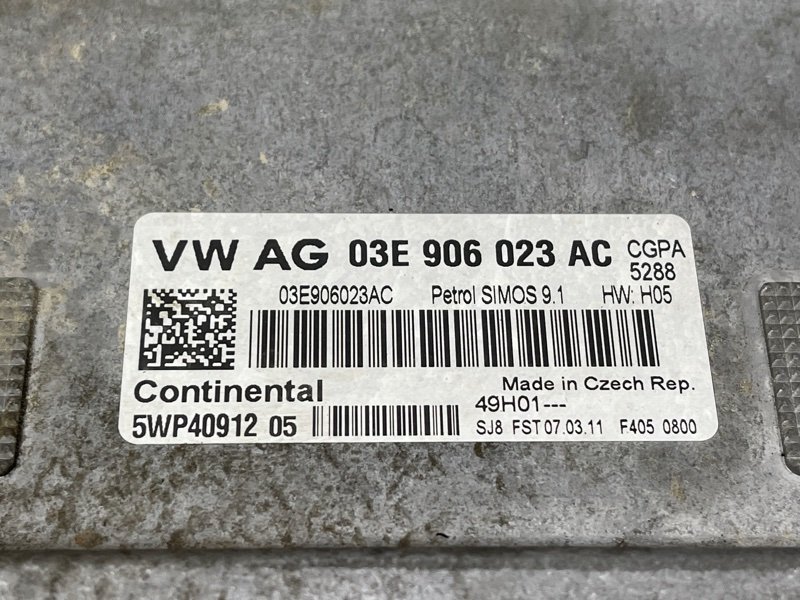 VW AG 03E 906 023 AC CGPA
5288
03E906023AC Petrol SIMOS 9.1 HW: H05
Continental Made in Czech Rep.
5WP40912 05 49H01---
SJ8 FST 07.03.11 F405 0800